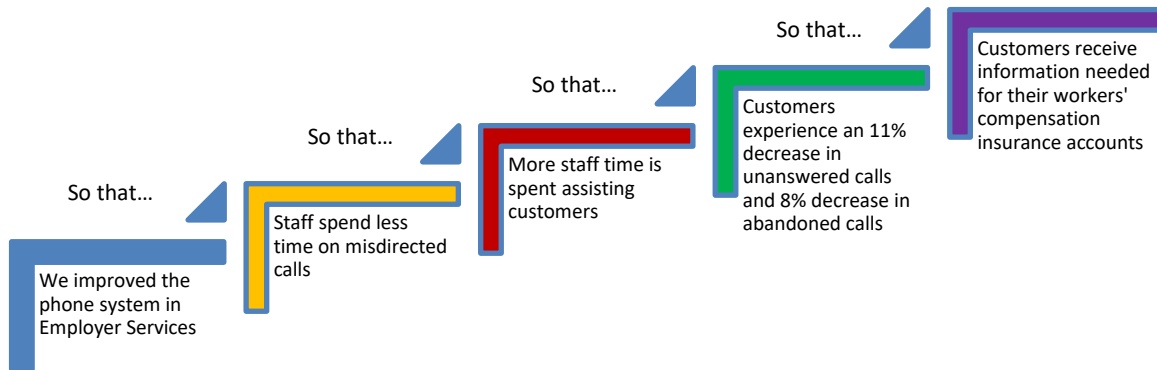 We improved the
phone system in
Employer Services
So that...
Staff spend less
time on misdirected
calls
So that...
More staff time is
spent assisting
customers
So that...
Customers
experience an 11%
decrease in
unanswered calls
and 8% decrease in
abandoned calls
So that...
Customers receive
information needed
for their workers'
compensation
insurance accounts